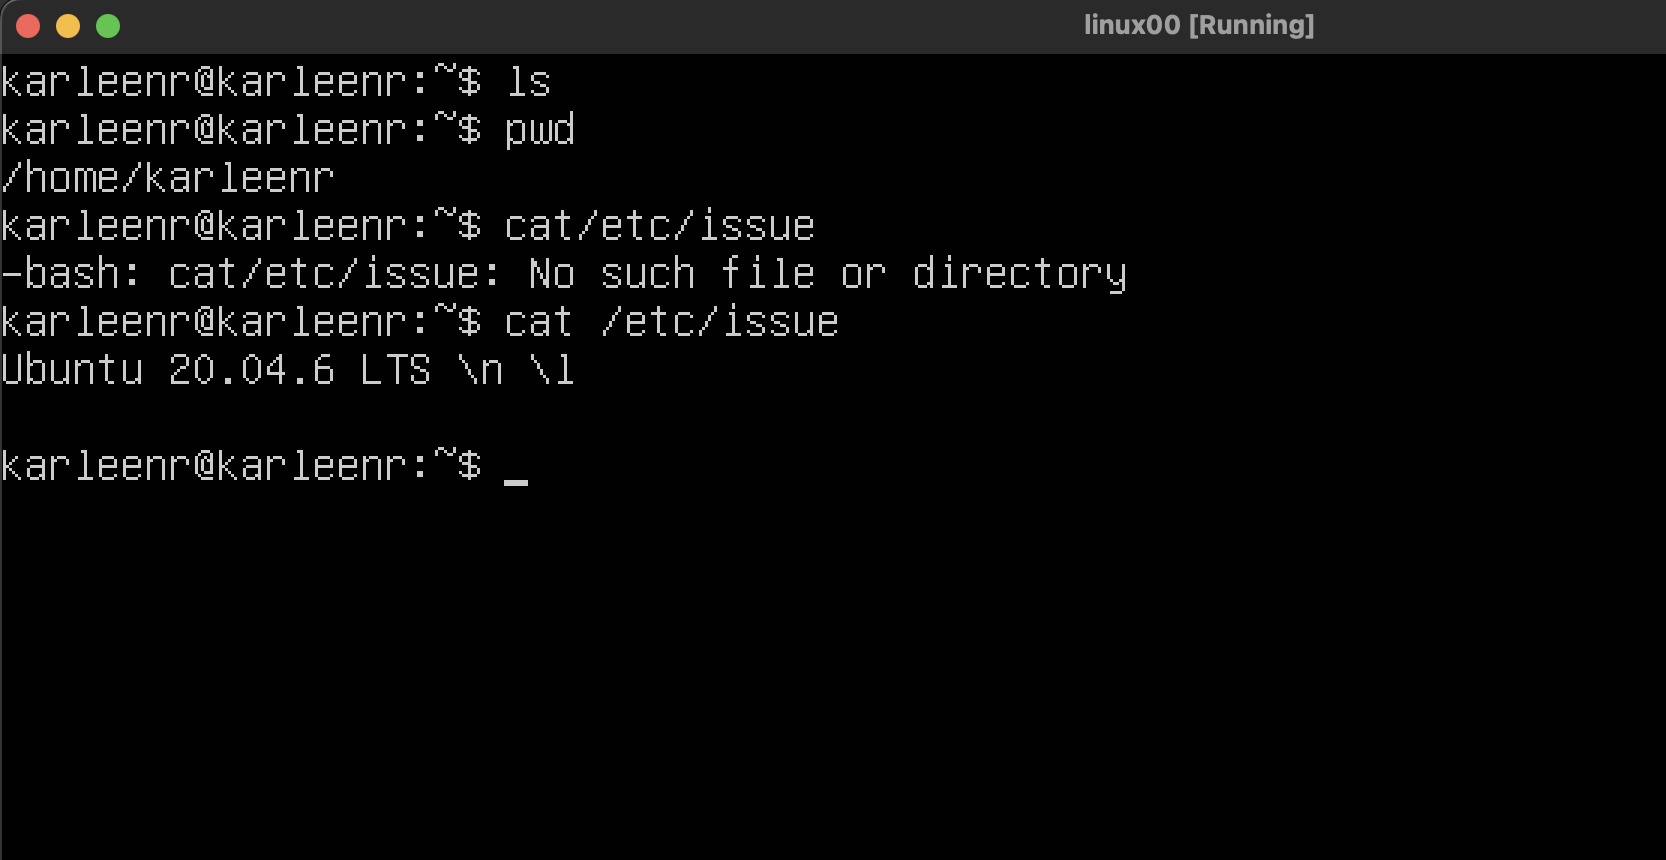 linux00 [Running]
karleenr@karleenr:~$ ls
karleenr@karleenr:~$ pwd
/home/karleenr
karleenr@karleenr:~$ cat/etc/issue
-bash: cat/etc/issue: No such file or directory
karleenr@karleenr:~$ cat /etc/issue
Ubuntu 20.04.6 LTS \n \l
karleenr@karleenr:~$ _